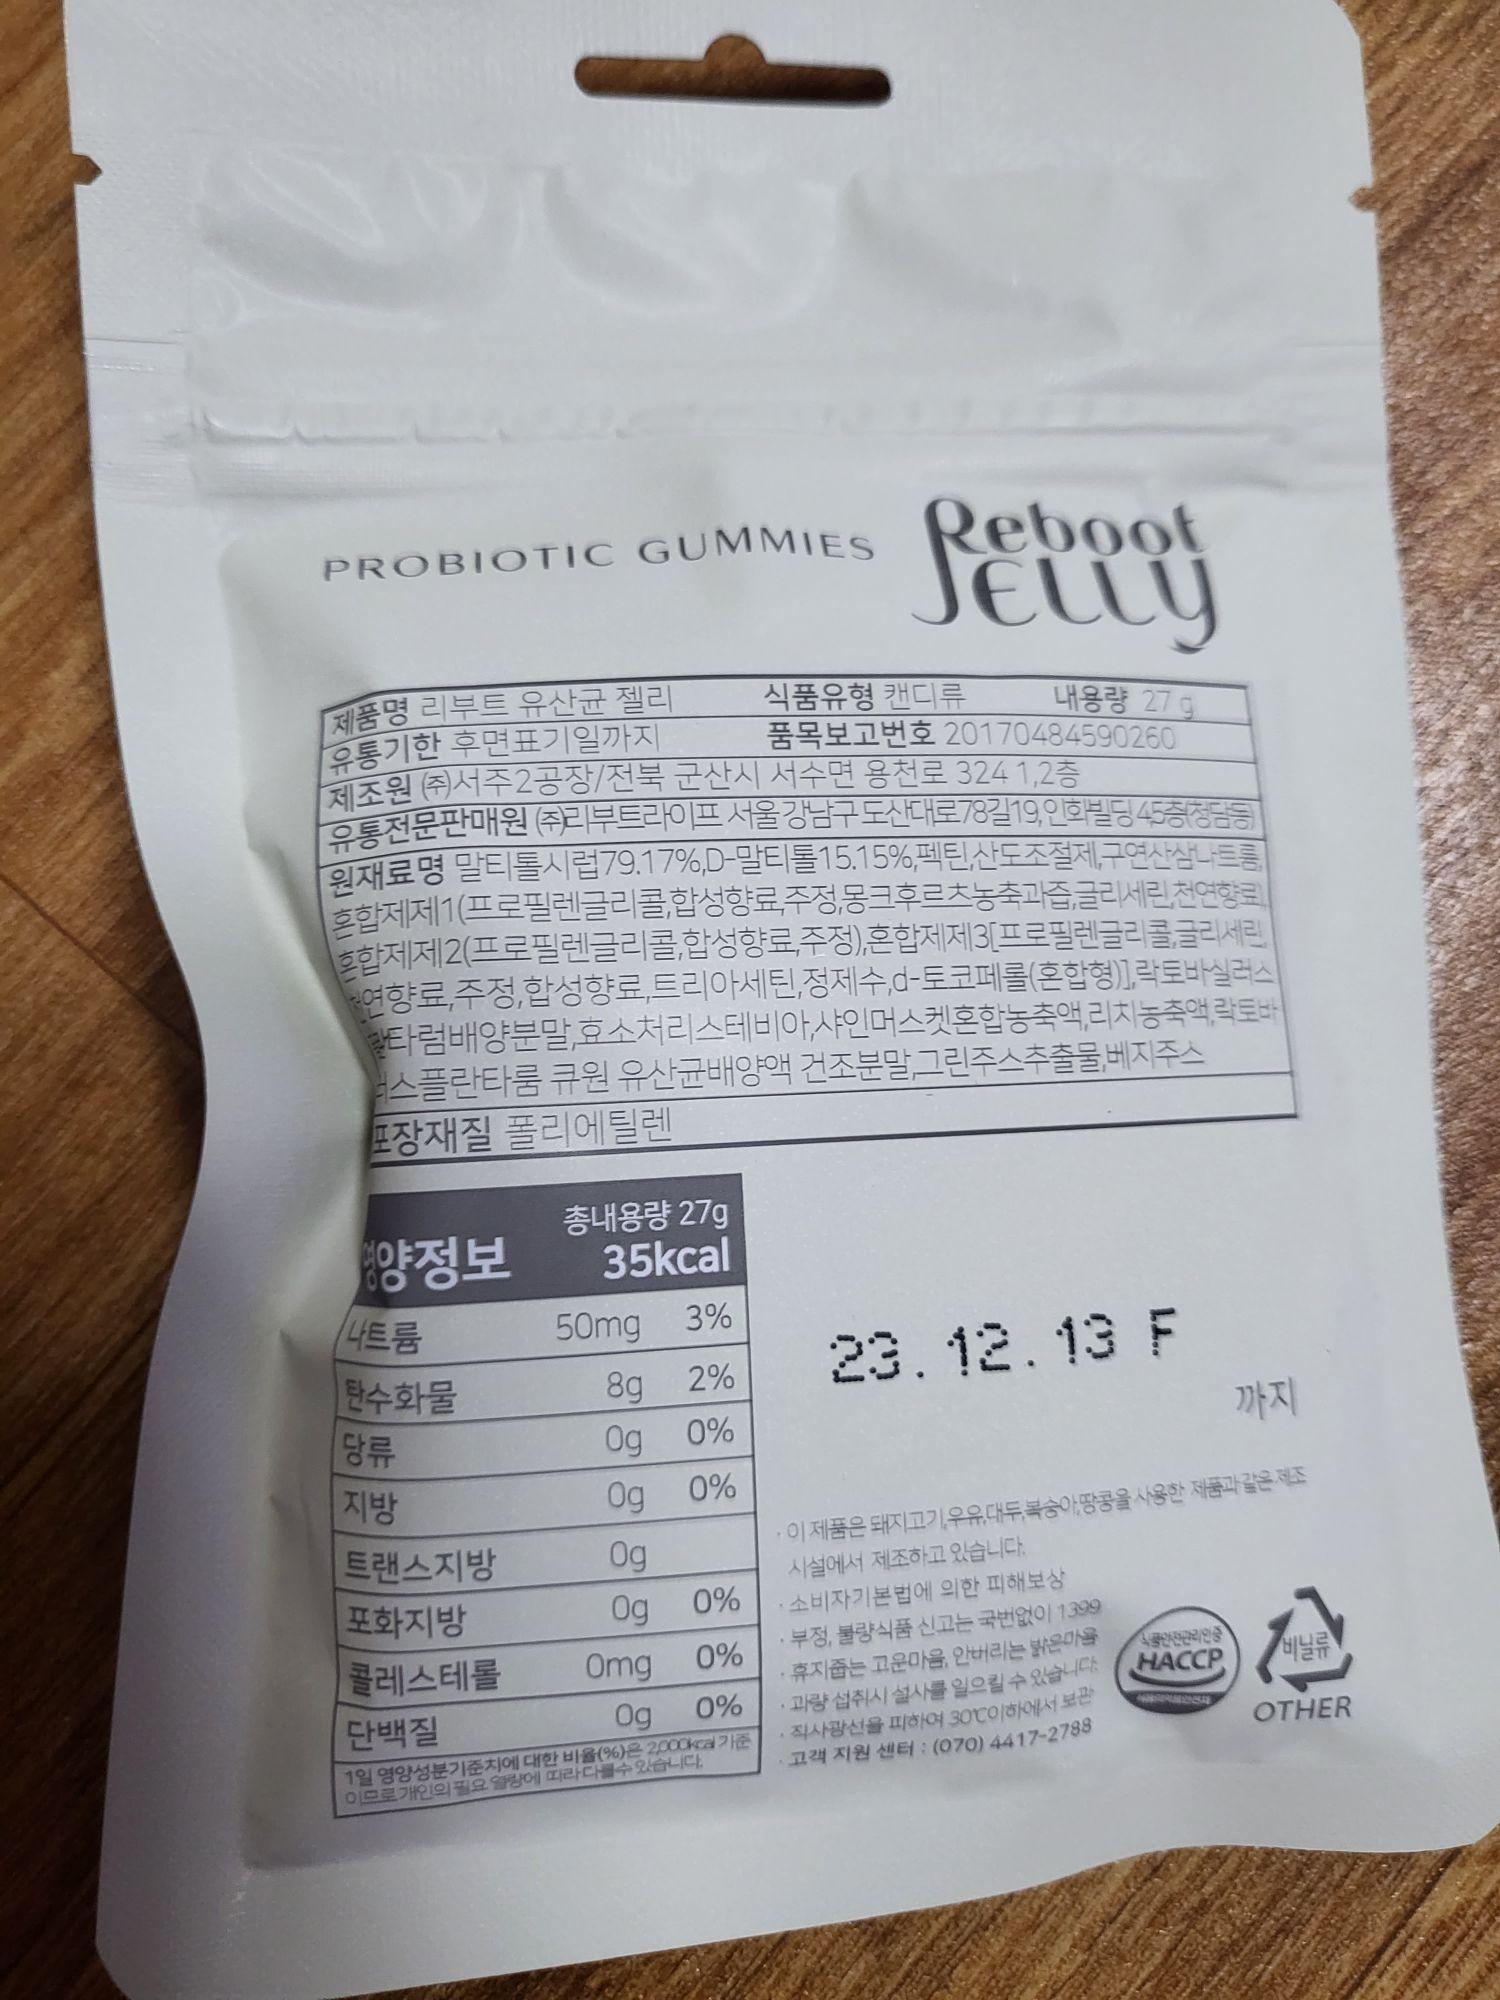 PROBIOTIC GUMMIES Reboot JELLY
제품명 리부트 유산균 젤리 식품유형 캔디류 내용량 27 g
유통기한 후면표기일까지 품목보고번호 20170484590260
제조원 ㈜서주2공장/전북 군산시 서수면 용천로 324 1,2층
유통전문판매원 ㈜리부트라이프 서울 강남구 도산대로78길19, 인화빌딩 4,5층(청담동)
원재료명 말티톨시럽79.17%,D-말티톨15.15%,펙틴,산도조절제,구연산삼나트륨,
혼합제제1(프로필렌글리콜,합성향료,주정,몽크후르츠농축과즙,글리세린,천연향료),
혼합제제2(프로필렌글리콜,합성향료,주정),혼합제제3[프로필렌글리콜,글리세린,
연향료,주정,합성향료,트리아세틴,정제수,d-토코페롤(혼합형)],락토바실러스
타럼배양분말,효소처리스테비아,샤인머스켓혼합농축액,리치농축액,락토바
스플란타룸 큐원 유산균배양액 건조분말,그린주스추출물,베지주스
포장재질 폴리에틸렌
영양정보 총내용량 27g
35kcal
나트륨 50mg 3%
탄수화물 8g 2%
당류 0g 0%
지방 0g 0%
트랜스지방 0g
포화지방 0g 0%
콜레스테롤 0mg 0%
단백질 0g 0%
1일 영양성분기준치에 대한 비율(%)은 2,000kcal 기준
이므로 개인의 필요 열량에 따라 다를수 있습니다.
23. 12. 13 F
까지
· 이 제품은 돼지고기,우유,대두,복숭아,땅콩을 사용한 제품과 같은 제조
시설에서 제조하고 있습니다.
· 소비자기본법에 의한 피해보상
· 부정, 불량식품 신고는 국번없이 1399
· 휴지줍는 고운마음, 안버리는 밝은마음
· 과량 섭취시 설사를 일으킬 수 있습니다.
· 직사광선을 피하여 30℃이하에서 보관
· 고객 지원 센터 : (070) 4417-2788
식품안전관리인증
HACCP
비닐류
OTHER